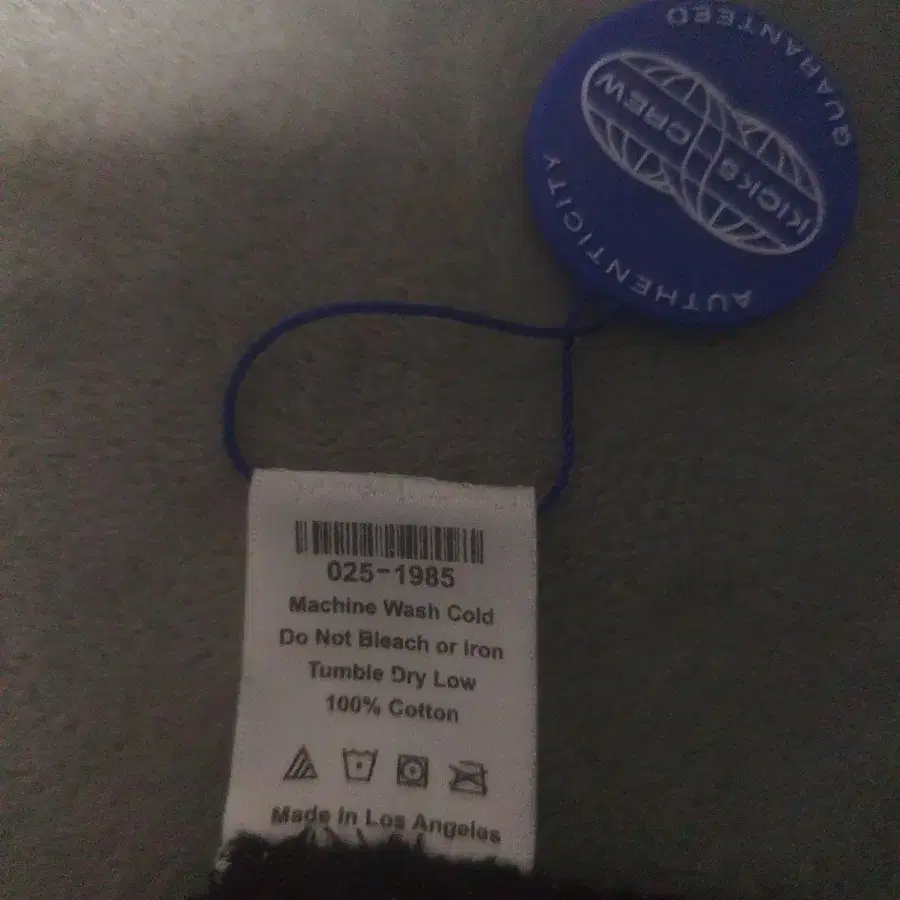 AUTHENTICITY
GUARANTEED
KICKS CREW
025-1985
Machine Wash Cold
Do Not Bleach or Iron
Tumble Dry Low
100% Cotton
Made in Los Angeles